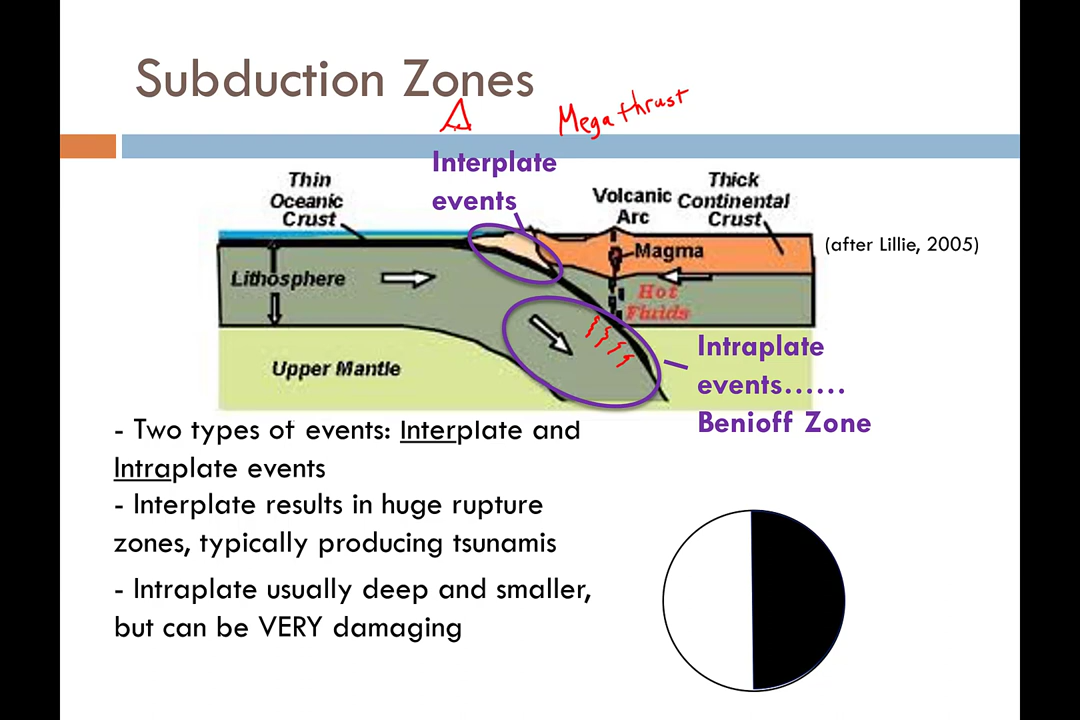 Subduction Zones
Megathrust
Interplate
events
Thin
Oceanic
Crust
Volcanic
Arc
Thick
Continental
Crust
(after Lillie, 2005)
Magma
Lithosphere
Hot
Fluids
Upper Mantle
Intraplate
events......
Benioff Zone
- Two types of events: Interplate and
Intraplate events
- Interplate results in huge rupture
zones, typically producing tsunamis
- Intraplate usually deep and smaller,
but can be VERY damaging